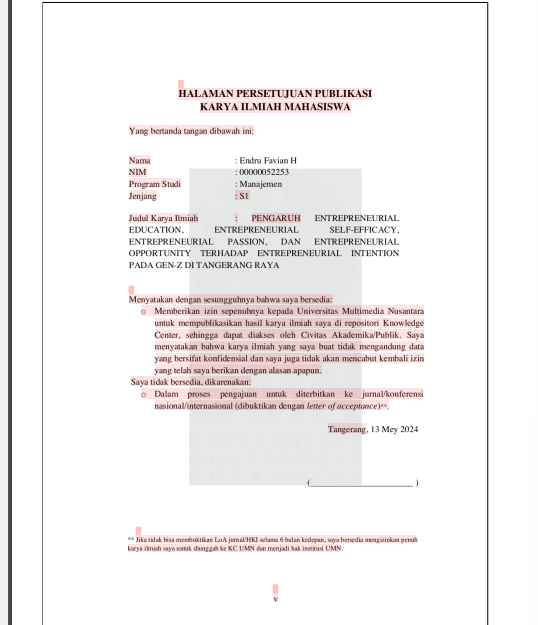 HALAMAN PERSETUJUAN PUBLIKASI
KARYA ILMIAH MAHASISWA
Yang bertanda tangan dibawah ini:
Nama : Endru Favian H
NIM : 00000052253
Program Studi : Manajemen
Jenjang : S1
Judul Karya Ilmiah : PENGARUH ENTREPRENEURIAL
EDUCATION, ENTREPRENEURIAL SELF-EFFICACY,
ENTREPRENEURIAL PASSION, DAN ENTREPRENEURIAL
OPPORTUNITY TERHADAP ENTREPRENEURIAL INTENTION
PADA GEN-Z DI TANGERANG RAYA
Menyatakan dengan sesungguhnya bahwa saya bersedia:
o Memberikan izin sepenuhnya kepada Universitas Multimedia Nusantara
untuk mempublikasikan hasil karya ilmiah saya di repositori Knowledge
Center, sehingga dapat diakses oleh Civitas Akademika/Publik. Saya
menyatakan bahwa karya ilmiah yang saya buat tidak mengandung data
yang bersifat konfidensial dan saya juga tidak akan mencabut kembali izin
yang telah saya berikan dengan alasan apapun.
Saya tidak bersedia, dikarenakan:
o Dalam proses pengajuan untuk diterbitkan ke jurnal/konferensi
nasional/internasional (dibuktikan dengan letter of acceptance)**.
Tangerang, 13 Mey 2024
UNIVERSI
(_______________________ )
** Jika tidak bisa membuktikan LoA jurnal/HKI selama 6 bulan kedepan, saya bersedia mengizinkan penuh
karya ilmiah saya untuk diunggah ke KC UMN dan menjadi hak institusi UMN.
v